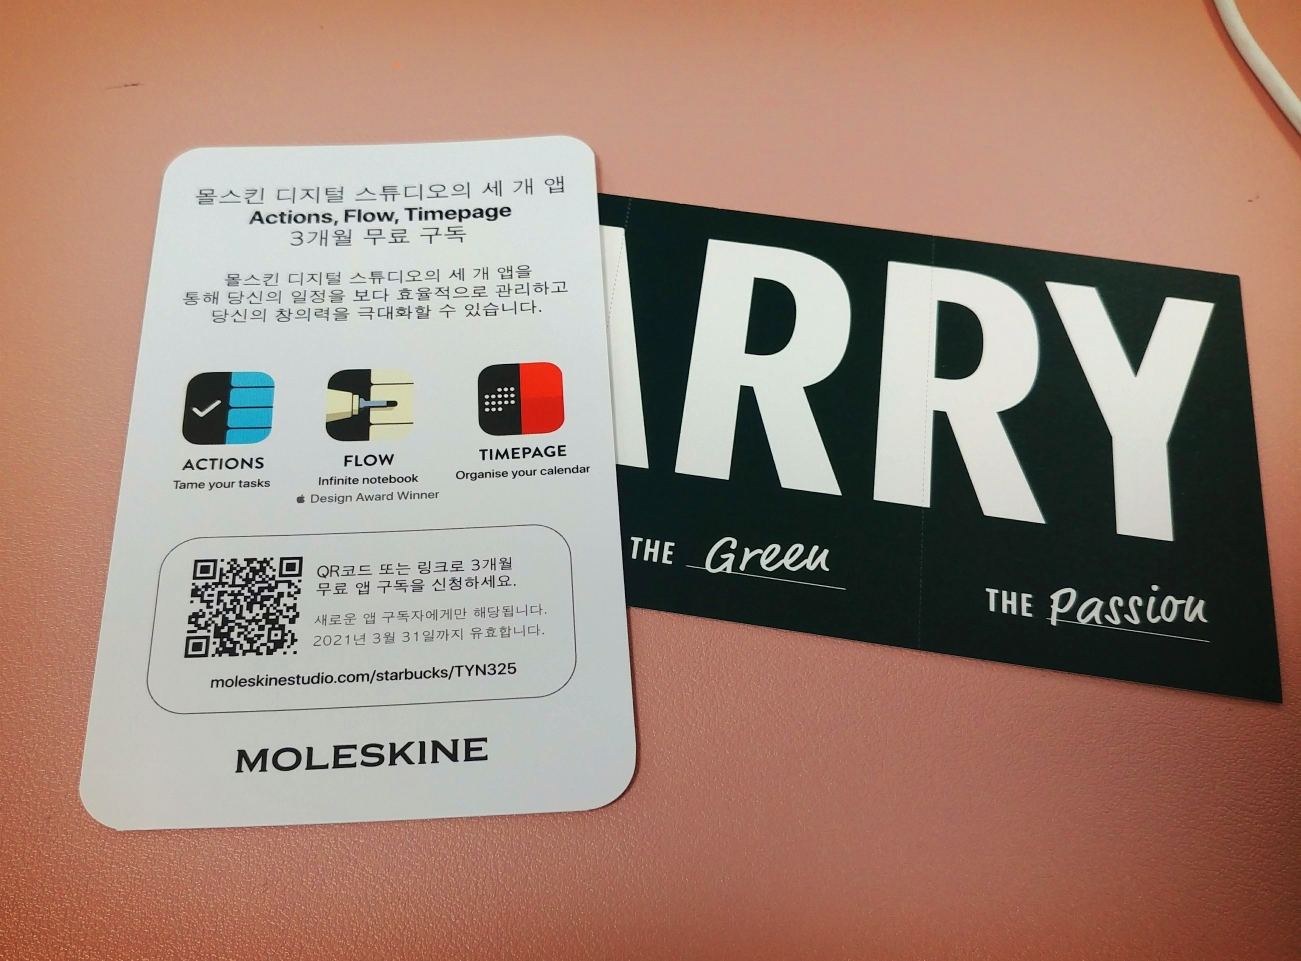 몰스킨 디지털 스튜디오의 세 개 앱
Actions, Flow, Timepage
3개월 무료 구독
몰스킨 디지털 스튜디오의 세 개 앱을
통해 당신의 일정을 보다 효율적으로 관리하고
당신의 창의력을 극대화할 수 있습니다.
ACTIONS
Tame your tasks
FLOW
Infinite notebook
Design Award Winner
TIMEPAGE
Organise your calendar
QR코드 또는 링크로 3개월
무료 앱 구독을 신청하세요.
새로운 앱 구독자에게만 해당됩니다.
2021년 3월 31일까지 유효합니다.
moleskinestudio.com/starbucks/TYN325
MOLESKINE
ARRY
THE Green
THE Passion